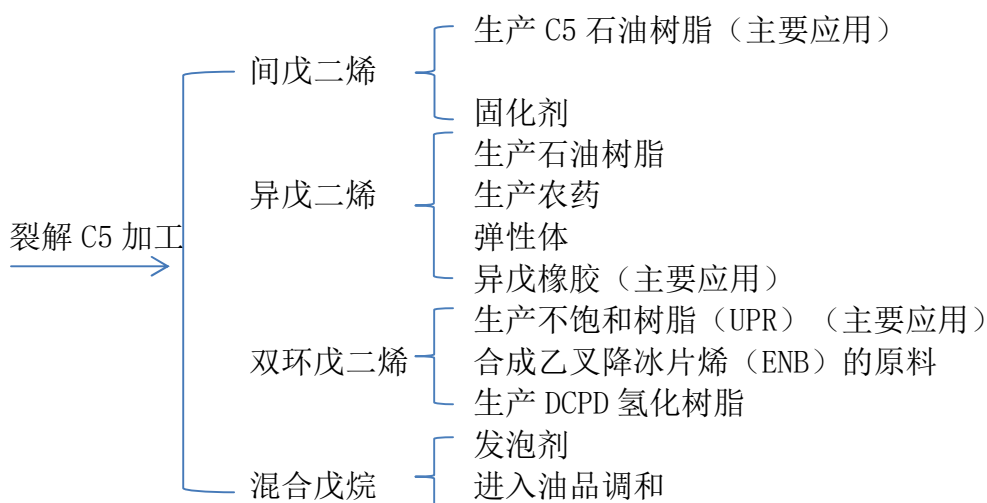 裂解 C5 加工
间戊二烯
生产 C5 石油树脂（主要应用）
固化剂
异戊二烯
生产石油树脂
生产农药
弹性体
异戊橡胶（主要应用）
双环戊二烯
生产不饱和树脂（UPR）（主要应用）
合成乙叉降冰片烯（ENB）的原料
生产 DCPD 氢化树脂
混合戊烷
发泡剂
进入油品调和